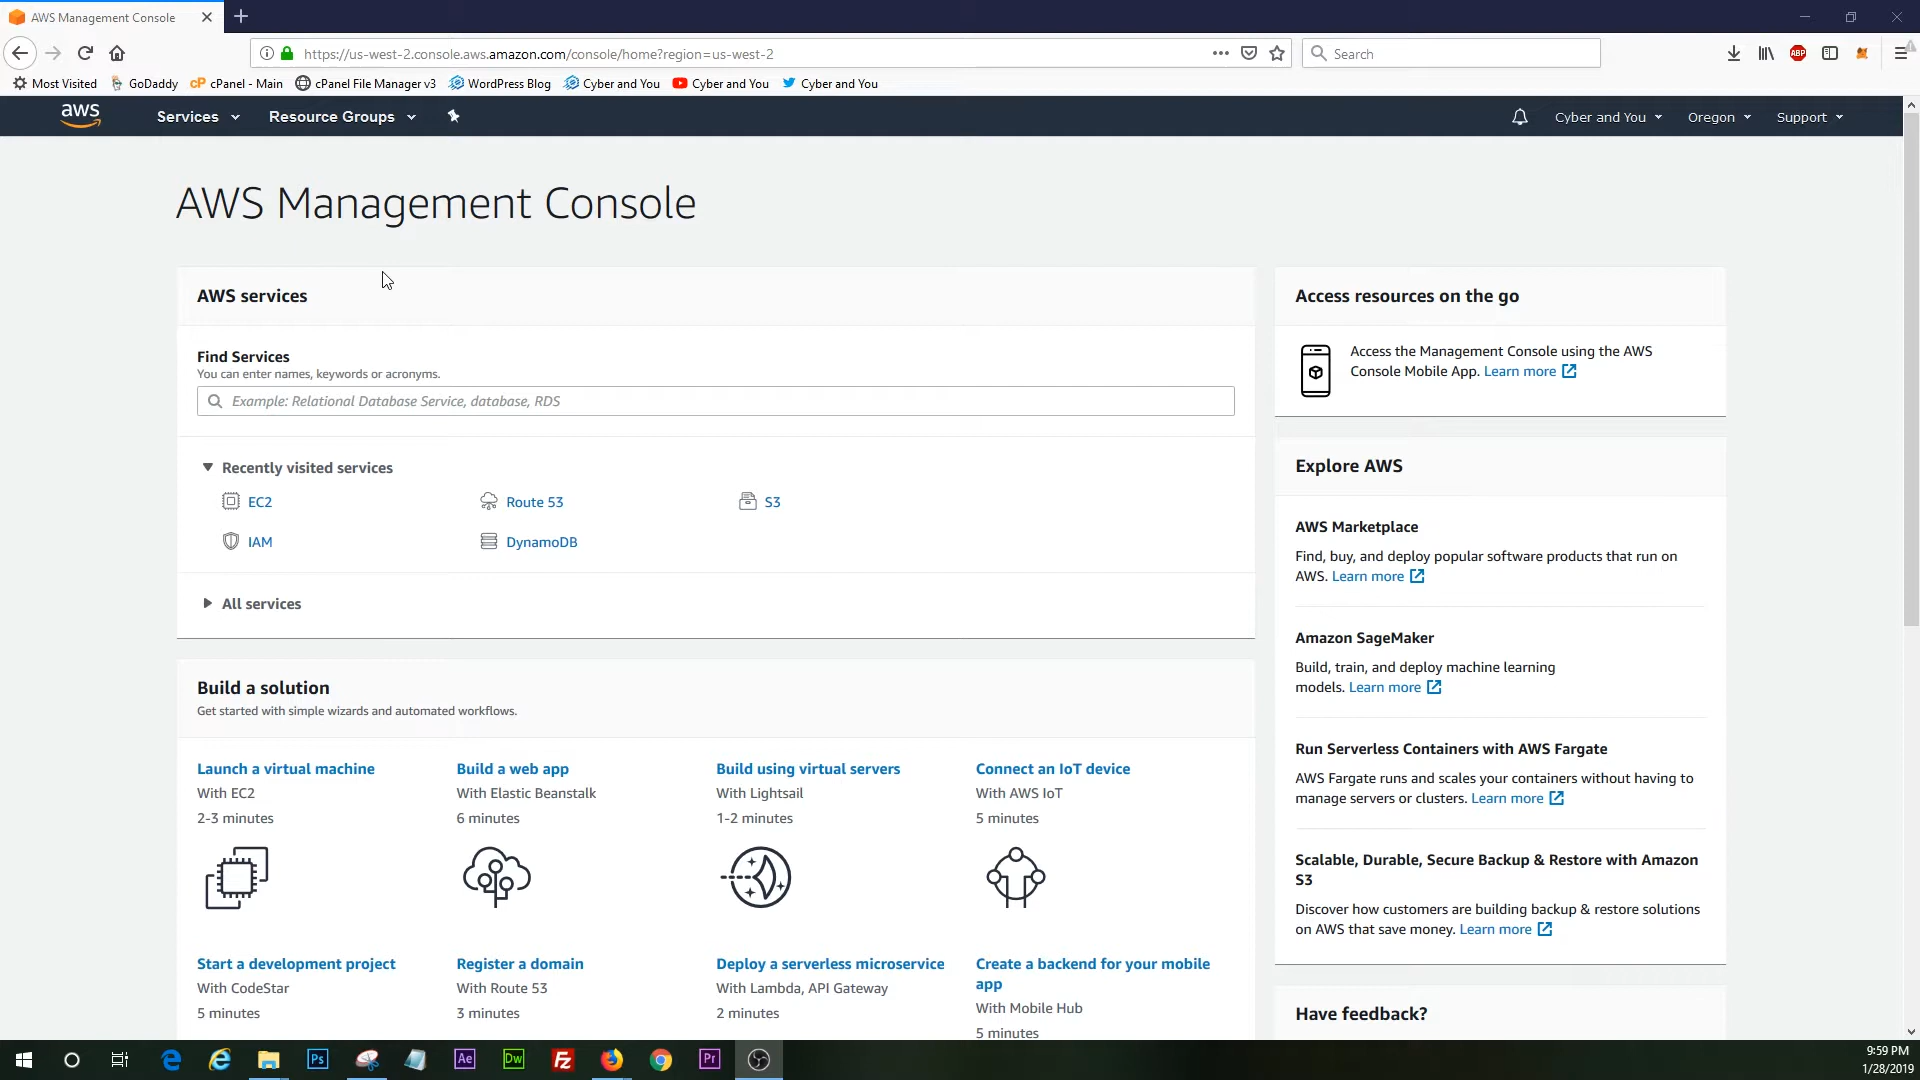 AWS Management Console
https://us-west-2.console.aws.amazon.com/console/home?region=us-west-2
Search
ABP
Most Visited
GoDaddy
cP cPanel - Main
cPanel File Manager v3
WordPress Blog
Cyber and You
Cyber and You
Cyber and You
aws
Services
Resource Groups
Cyber and You
Oregon
Support
AWS Management Console
AWS services
Find Services
You can enter names, keywords or acronyms.
Example: Relational Database Service, database, RDS
Recently visited services
EC2
Route 53
S3
IAM
DynamoDB
All services
Build a solution
Get started with simple wizards and automated workflows.
Launch a virtual machine
With EC2
2-3 minutes
Build a web app
With Elastic Beanstalk
6 minutes
Build using virtual servers
With Lightsail
1-2 minutes
Connect an IoT device
With AWS IoT
5 minutes
Start a development project
With CodeStar
5 minutes
Register a domain
With Route 53
3 minutes
Deploy a serverless microservice
With Lambda, API Gateway
2 minutes
Create a backend for your mobile
app
With Mobile Hub
5 minutes
Access resources on the go
Access the Management Console using the AWS
Console Mobile App. Learn more
Explore AWS
AWS Marketplace
Find, buy, and deploy popular software products that run on
AWS. Learn more
Amazon SageMaker
Build, train, and deploy machine learning
models. Learn more
Run Serverless Containers with AWS Fargate
AWS Fargate runs and scales your containers without having to
manage servers or clusters. Learn more
Scalable, Durable, Secure Backup & Restore with Amazon
S3
Discover how customers are building backup & restore solutions
on AWS that save money. Learn more
Have feedback?
Ps
Ae
Dw
Fz
Pr
9:59 PM
1/28/2019